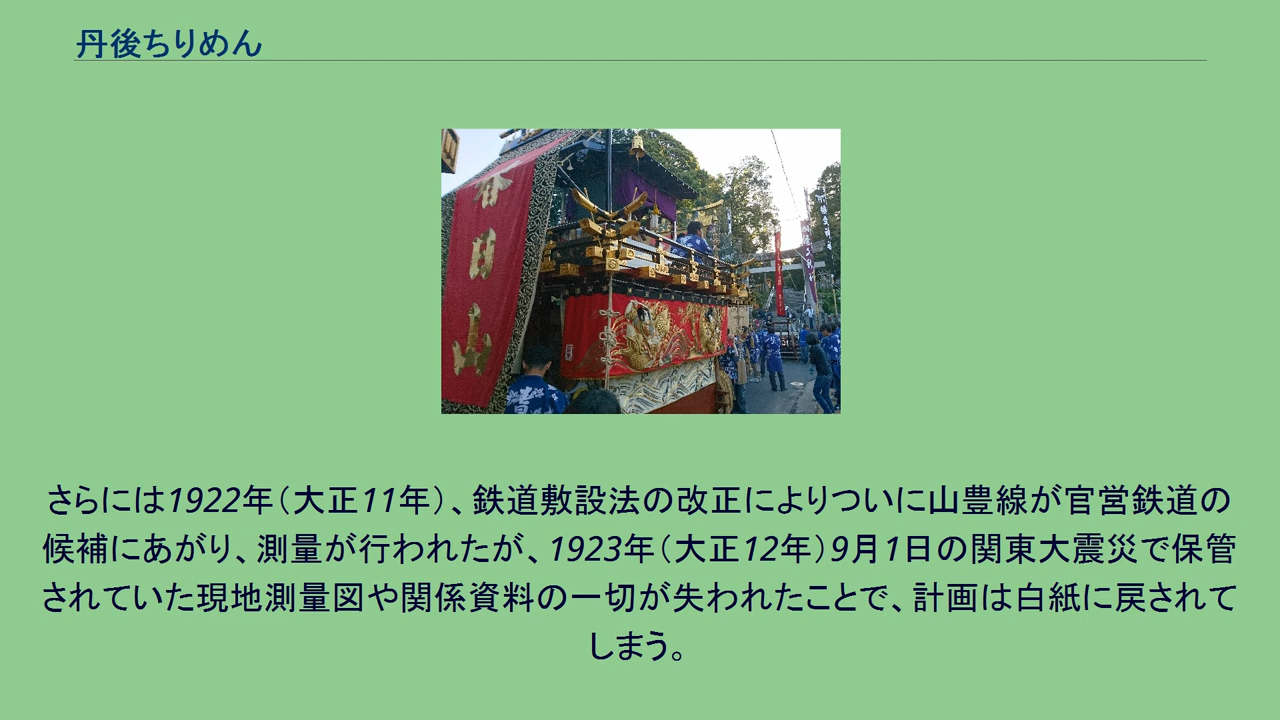 丹後ちりめん
春日山
さらには1922年（大正11年）、鉄道敷設法の改正によりついに山豊線が官営鉄道の
候補にあがり、測量が行われたが、1923年（大正12年）9月1日の関東大震災で保管
されていた現地測量図や関係資料の一切が失われたことで、計画は白紙に戻されて
しまう。